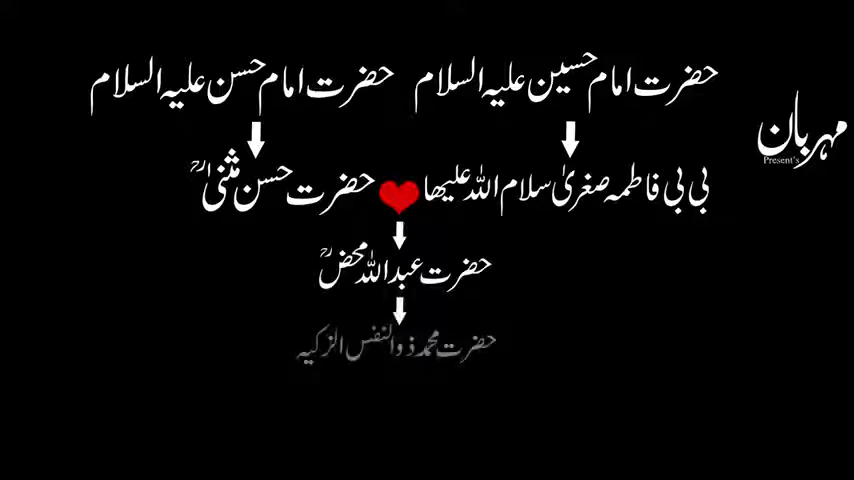 حضرت امام حسین علیہ السلام   حضرت امام حسن علیہ السلام
مہربان
Present's
بی بی فاطمہ صغریٰ سلام اللہ علیھا   حضرت حسن مثنیٰؒ
حضرت عبداللہ محضؒ
حضرت محمد ذوالنفس الزکیہ